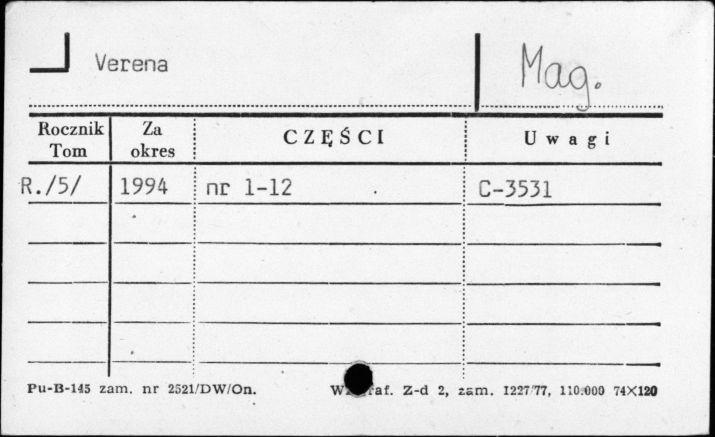 Verena Mag.
Rocznik Tom Za okres CZĘŚCI Uwagi
R./5/ 1994 nr 1-12 C-3531
Pu-B-145 zam. nr 2521/DW/On. Z-d 2, zam. 1227/77, 110.000 74X120